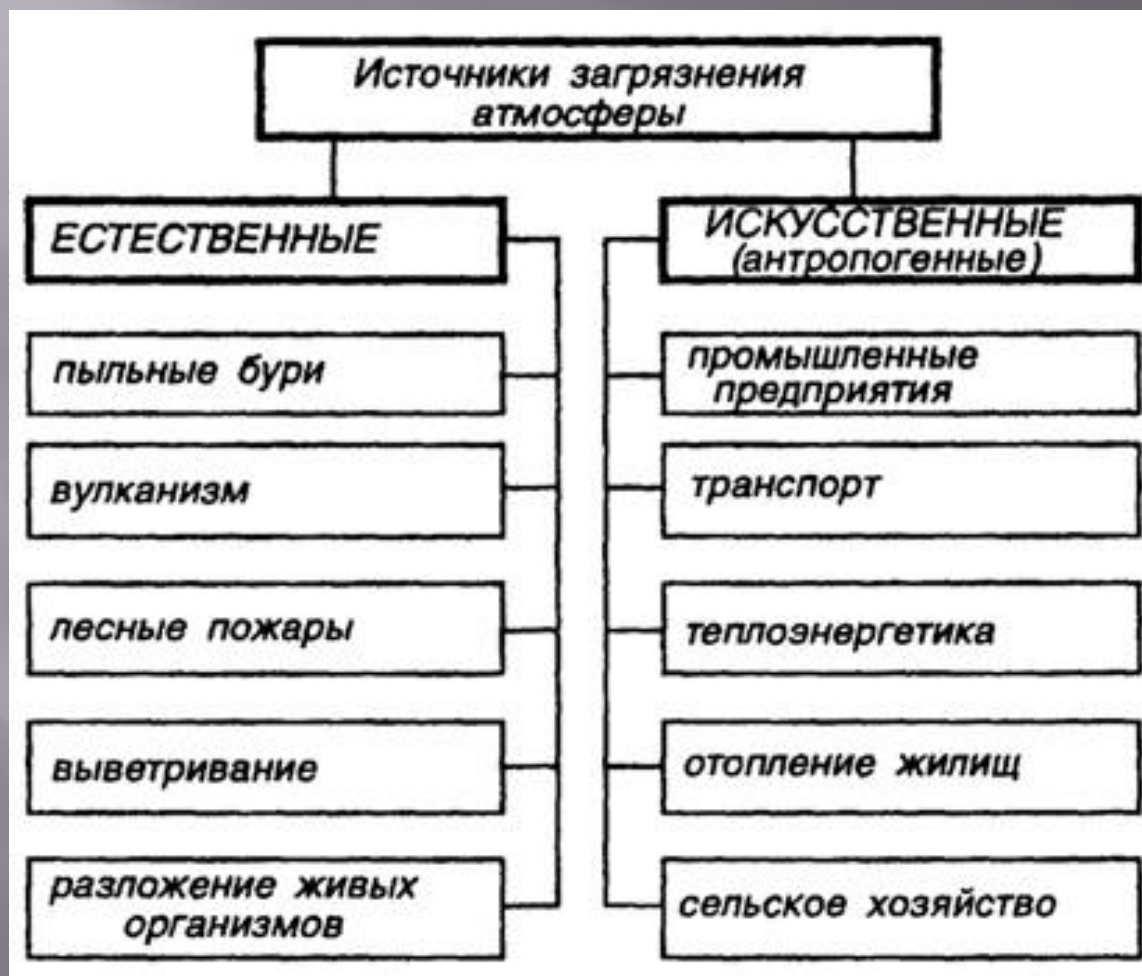 Источники загрязнения
атмосферы
ЕСТЕСТВЕННЫЕ
пыльные бури
вулканизм
лесные пожары
выветривание
разложение живых
организмов
ИСКУССТВЕННЫЕ
(антропогенные)
промышленные
предприятия
транспорт
теплоэнергетика
отопление жилищ
сельское хозяйство